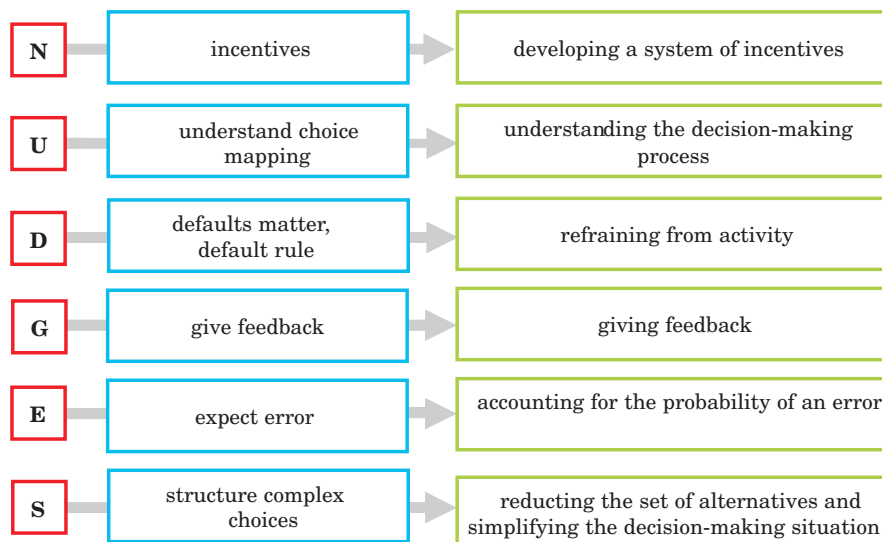 N
incentives
developing a system of incentives
U
understand choice
mapping
understanding the decision-making
process
D
defaults matter,
default rule
refraining from activity
G
give feedback
giving feedback
E
expect error
accounting for the probability of an error
S
structure complex
choices
reducting the set of alternatives and
simplifying the decision-making situation